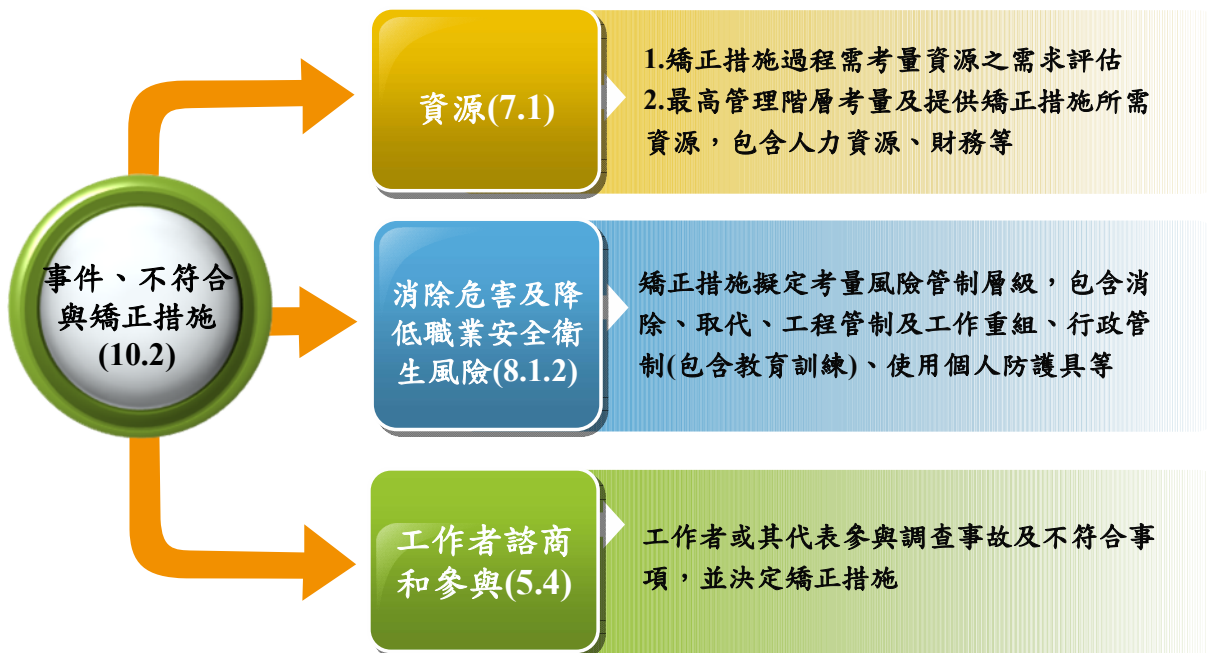 事件、不符合
與矯正措施
(10.2)
資源(7.1)
1.矯正措施過程需考量資源之需求評估
2.最高管理階層考量及提供矯正措施所需
資源，包含人力資源、財務等
消除危害及降
低職業安全衛
生風險(8.1.2)
矯正措施擬定考量風險管制層級，包含消
除、取代、工程管制及工作重組、行政管
制(包含教育訓練)、使用個人防護具等
工作者諮商
和參與(5.4)
工作者或其代表參與調查事故及不符合事
項，並決定矯正措施